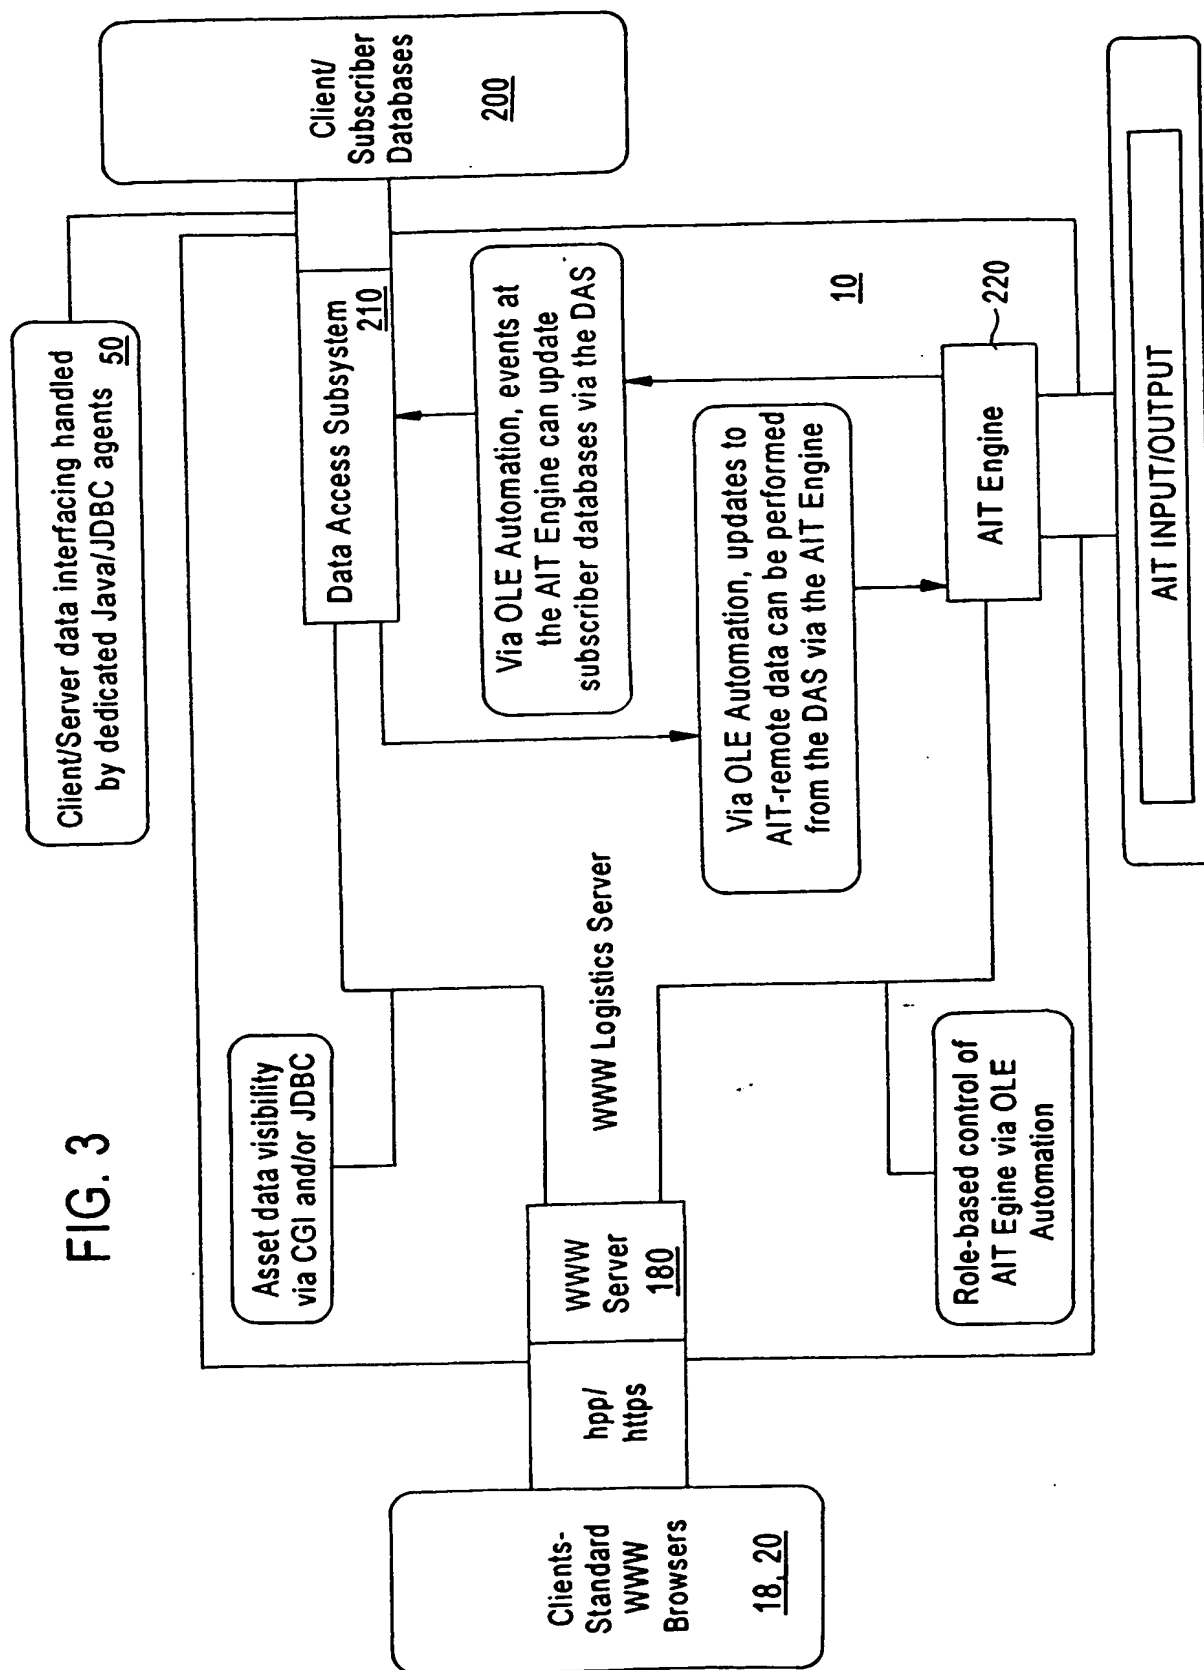 FIG. 3
Client/Server data interfacing handled
by dedicated Java/JDBC agents 50
Client/
Subscriber
Databases
200
Data Access Subsystem
210
Asset data visibility
via CGI and/or JDBC
Via OLE Automation, events at
the AIT Engine can update
subscriber databases via the DAS
Clients-
Standard
WWW
Browsers
18, 20
hpp/
https
WWW
Server
180
WWW Logistics Server
10
Via OLE Automation, updates to
AIT-remote data can be performed
from the DAS via the AIT Engine
Role-based control of
AIT Egine via OLE
Automation
AIT Engine
220
AIT INPUT/OUTPUT